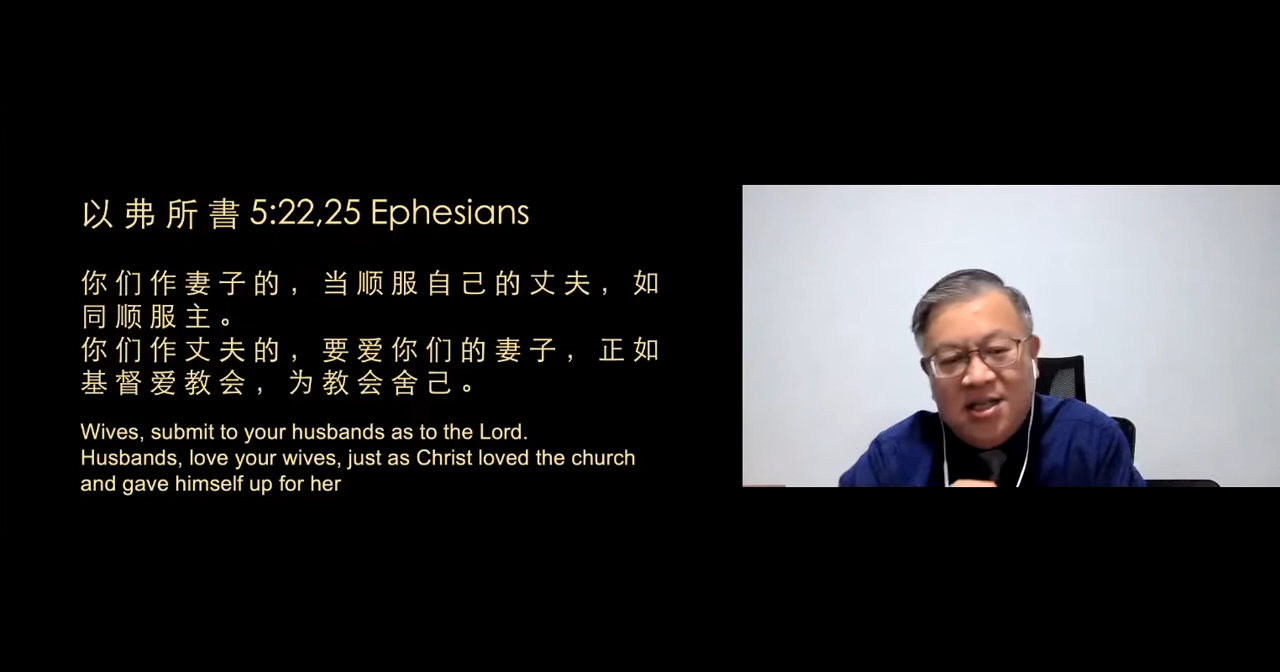 以弗所書 5:22,25 Ephesians
你们作妻子的，当顺服自己的丈夫，如
同顺服主。
你们作丈夫的，要爱你们的妻子，正如
基督爱教会，为教会舍己。
Wives, submit to your husbands as to the Lord.
Husbands, love your wives, just as Christ loved the church
and gave himself up for her